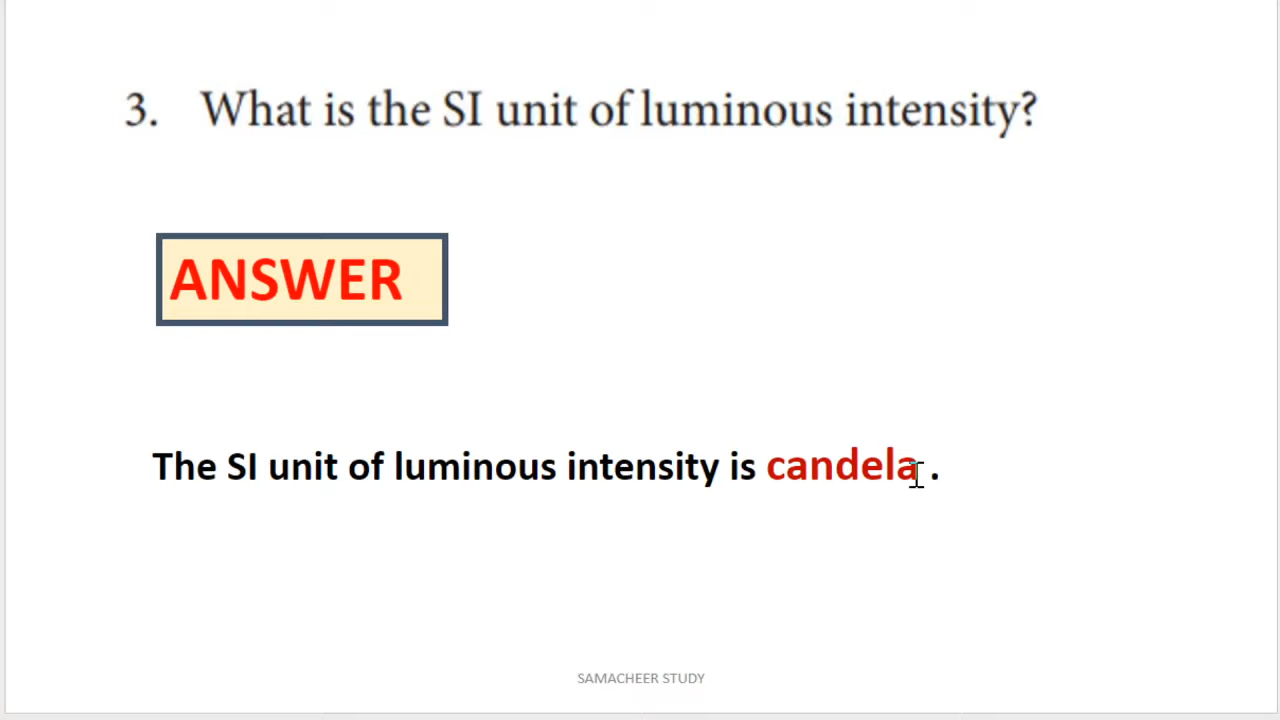 3. What is the SI unit of luminous intensity?
ANSWER
The SI unit of luminous intensity is candela .
SAMACHEER STUDY